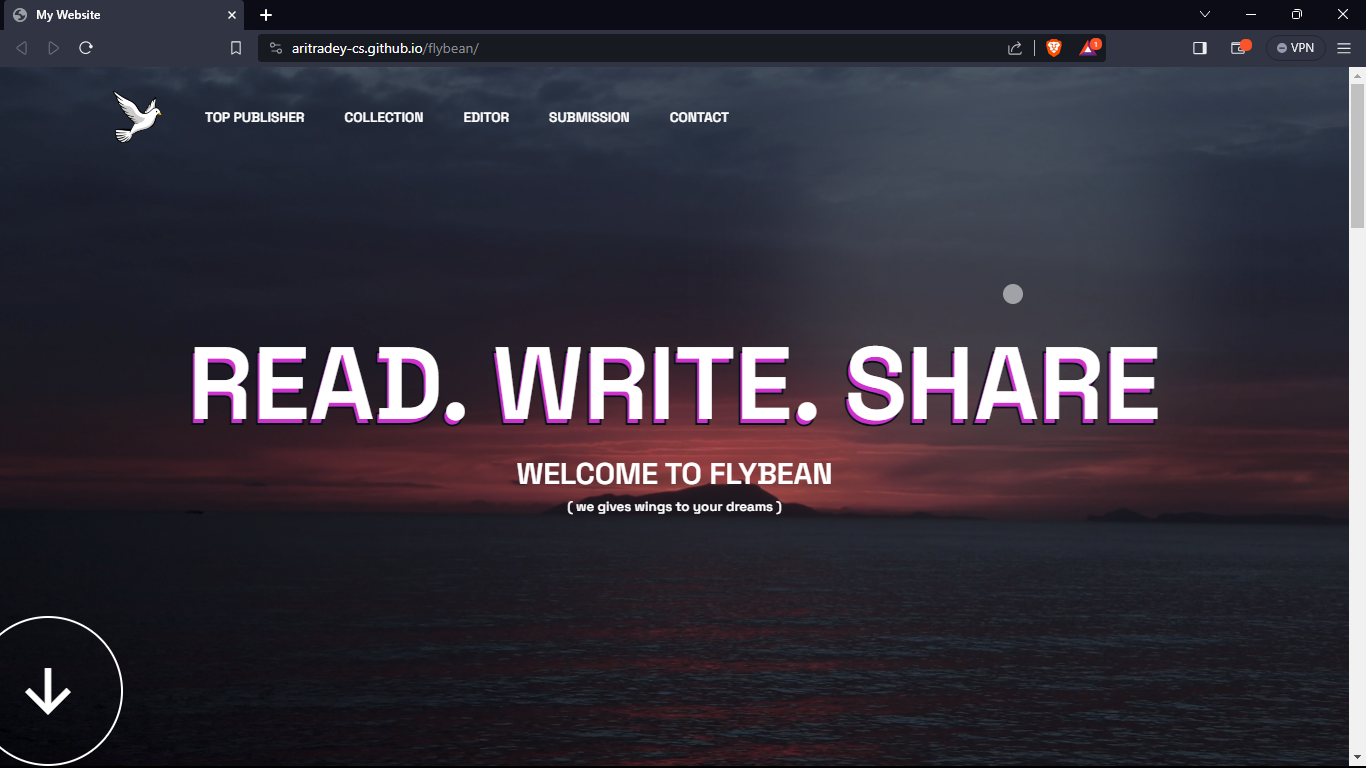 My Website
aritradey-cs.github.io/flybean/
1
VPN
TOP PUBLISHER COLLECTION EDITOR SUBMISSION CONTACT
READ. WRITE. SHARE
WELCOME TO FLYBEAN
( we gives wings to your dreams )